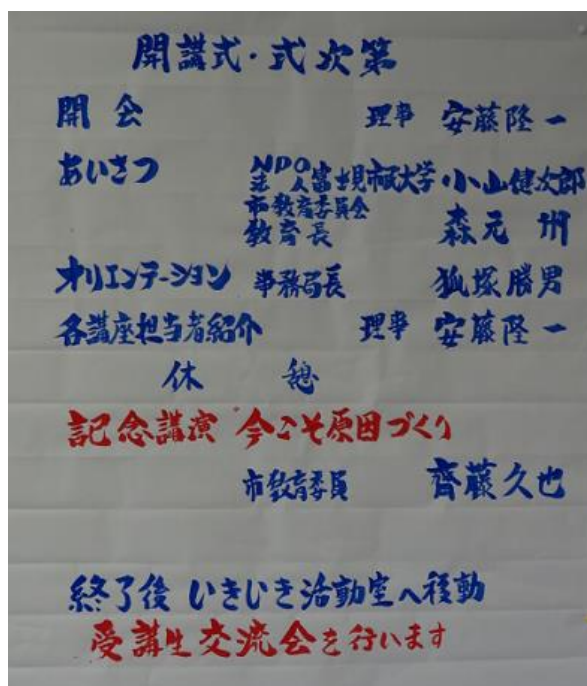 開講式・式次第
開会 理事 安藤隆一
あいさつ NPO法人富士見市民大学 小山健次郎
市教育委員会教育長 森元 州
オリエンテーション 事務局長 狐塚勝男
各講座担当者紹介 理事 安藤隆一
休憩
記念講演 今こそ原因づくり
市教育委員 齊藤久也
終了後 いきいき活動室へ移動
受講生交流会を行います